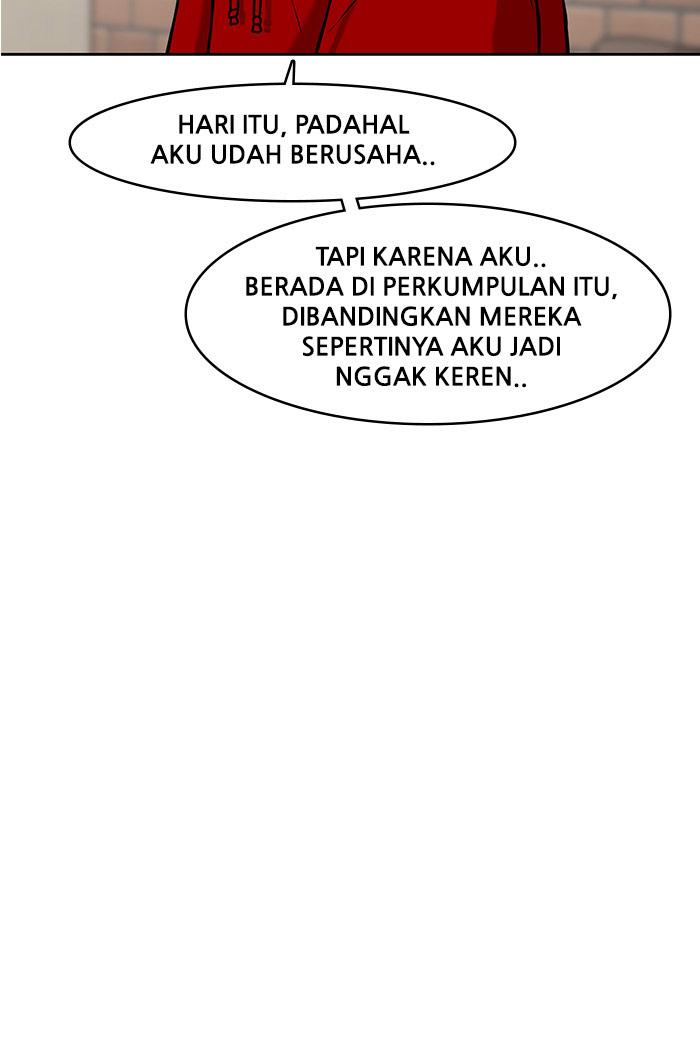 HARI ITU, PADAHAL
AKU UDAH BERUSAHA..
TAPI KARENA AKU..
BERADA DI PERKUMPULAN ITU,
DIBANDINGKAN MEREKA
SEPERTINYA AKU JADI
NGGAK KEREN..